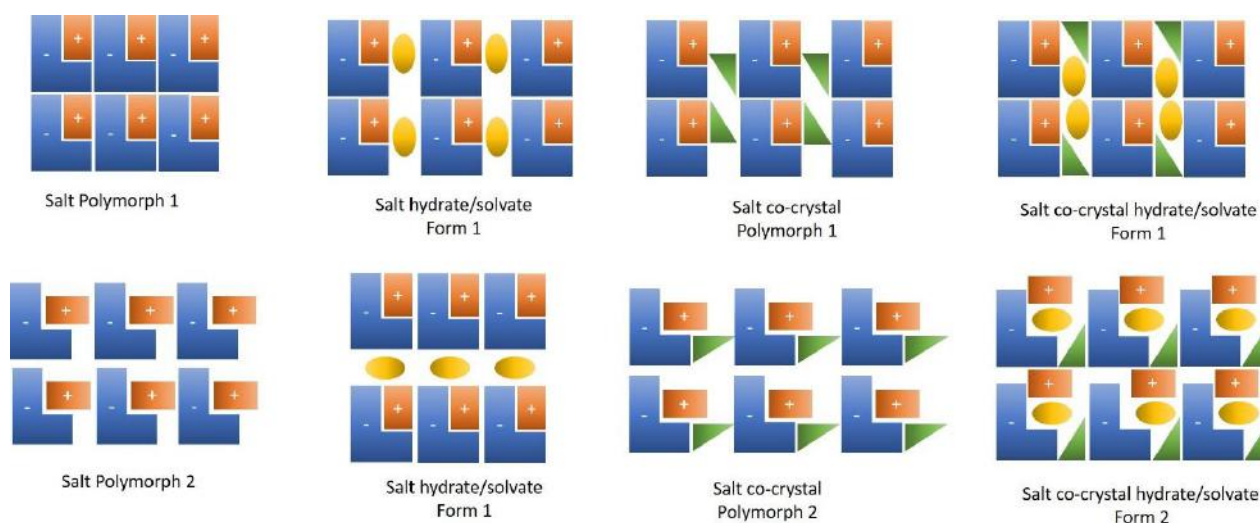 Salt Polymorph 1
Salt hydrate/solvate
Form 1
Salt co-crystal
Polymorph 1
Salt co-crystal hydrate/solvate
Form 1
Salt Polymorph 2
Salt hydrate/solvate
Form 1
Salt co-crystal
Polymorph 2
Salt co-crystal hydrate/solvate
Form 2